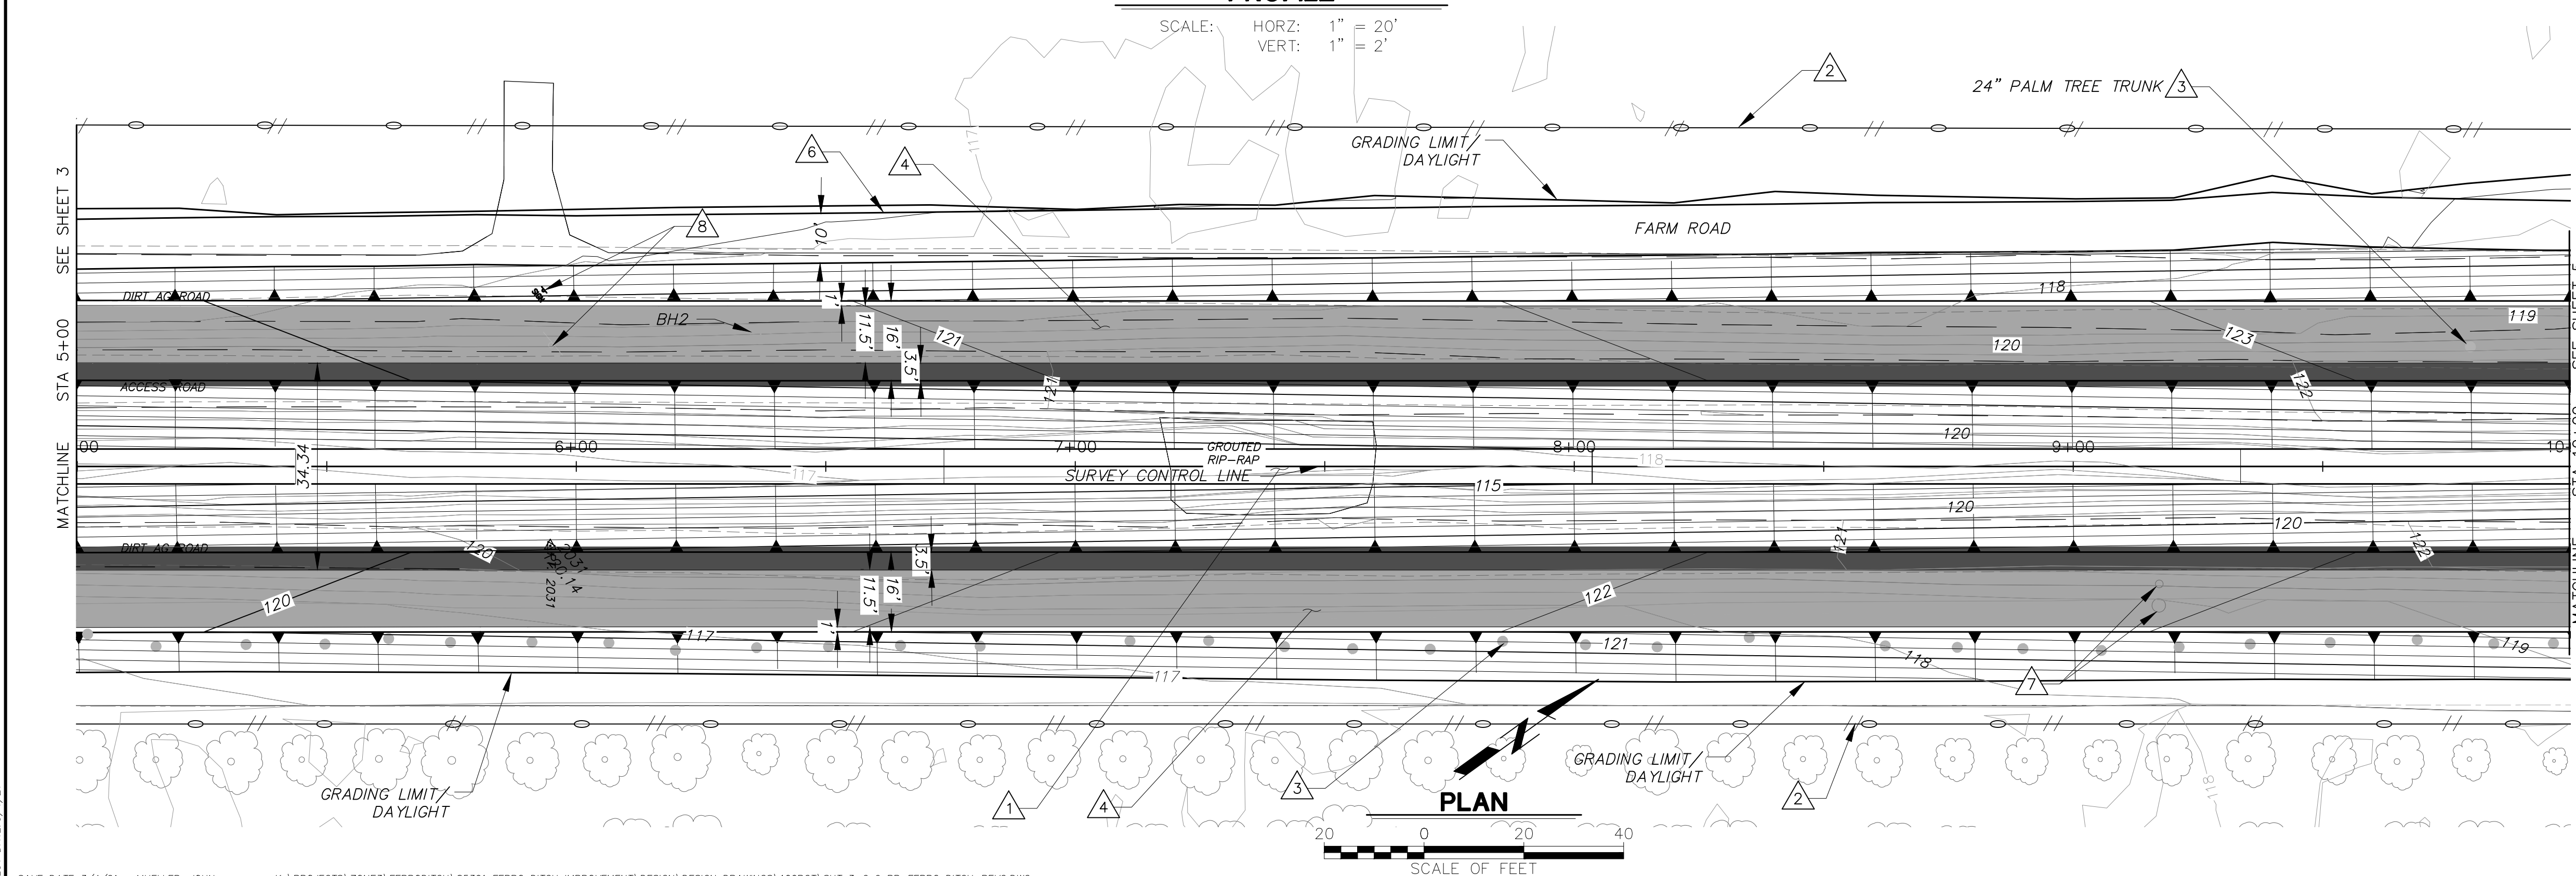 SCALE: HORZ: 1" = 20'
VERT: 1" = 2'
2
24" PALM TREE TRUNK 3
GRADING LIMIT/
DAYLIGHT
6
4
117
8
10'
FARM ROAD
MATCHLINE STA 5+00 SEE SHEET 3
DIRT AG ROAD
118
BH2
1'
11.5'
16'
3.5'
121
119
120
123
ACCESS ROAD
121
122
34.34
00
6+00
7+00
GROUTED
RIP-RAP
8+00
120
9+00
10+
117
SURVEY CONTROL LINE
118
115
120
120
DIRT AG ROAD
120
121
122
3.5'
16'
11.5'
1'
2031
120
122
117
121
118
119
117
7
GRADING LIMIT/
DAYLIGHT
1
4
3
GRADING LIMIT/
DAYLIGHT
2
118
PLAN
20 0 20 40
SCALE OF FEET